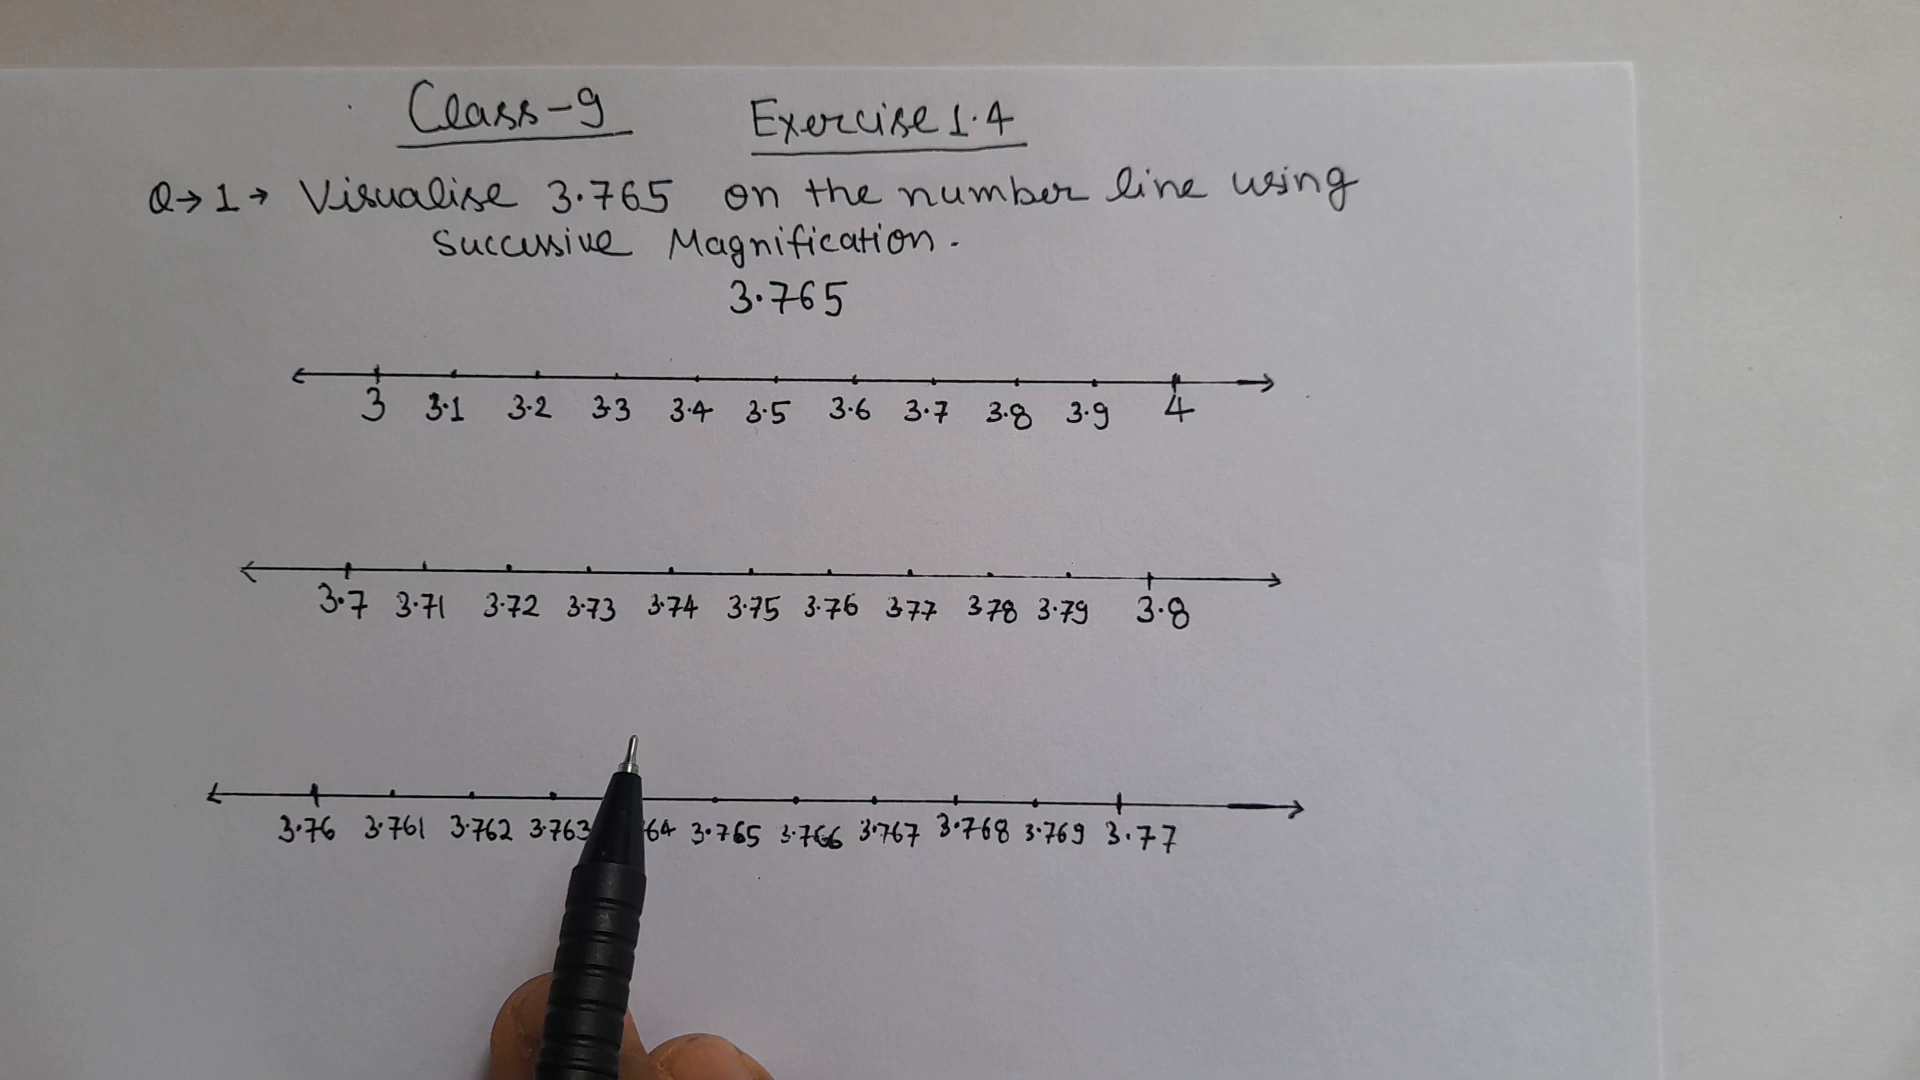 Class-9 Exercise 1.4
Q→1→ Visualise 3.765 on the number line using
Successive Magnification.
3.765
3 3.1 3.2 3.3 3.4 3.5 3.6 3.7 3.8 3.9 4
3.7 3.71 3.72 3.73 3.74 3.75 3.76 3.77 3.78 3.79 3.8
3.76 3.761 3.762 3.763 64 3.765 3.766 3.767 3.768 3.769 3.77